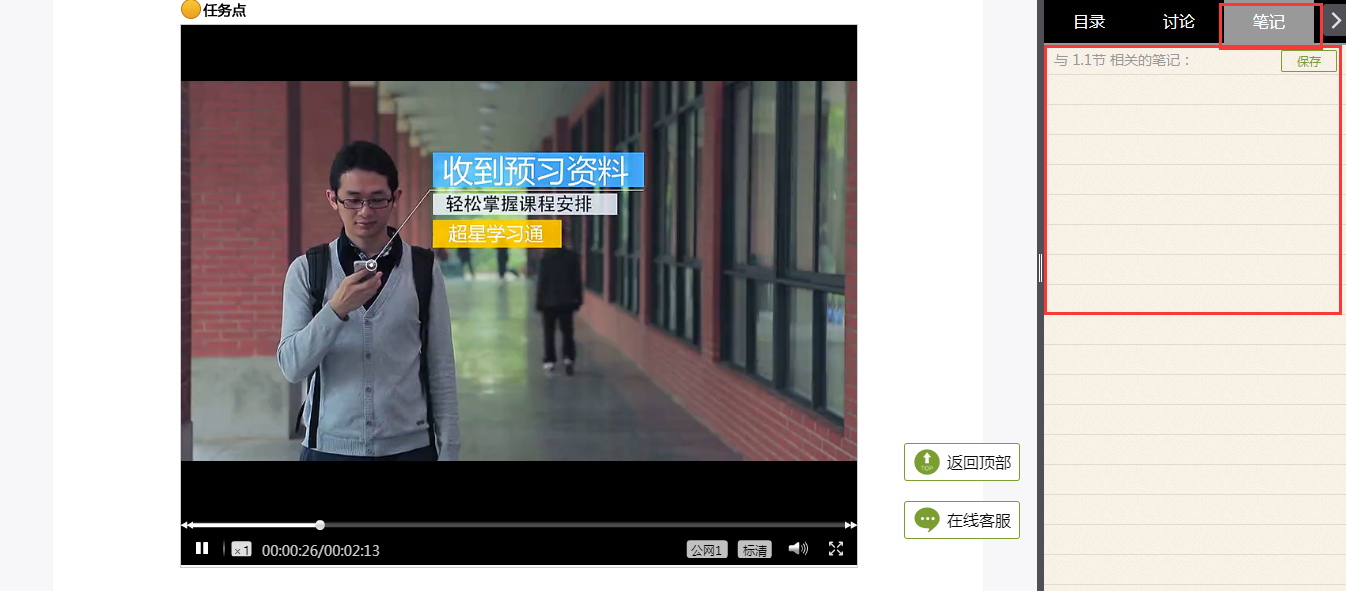 任务点
收到预习资料
轻松掌握课程安排
超星学习通
×1
00:00:26/00:02:13
公网1
标清
返回顶部
TOP
在线客服
目录
讨论
笔记
与 1.1节 相关的笔记：
保存